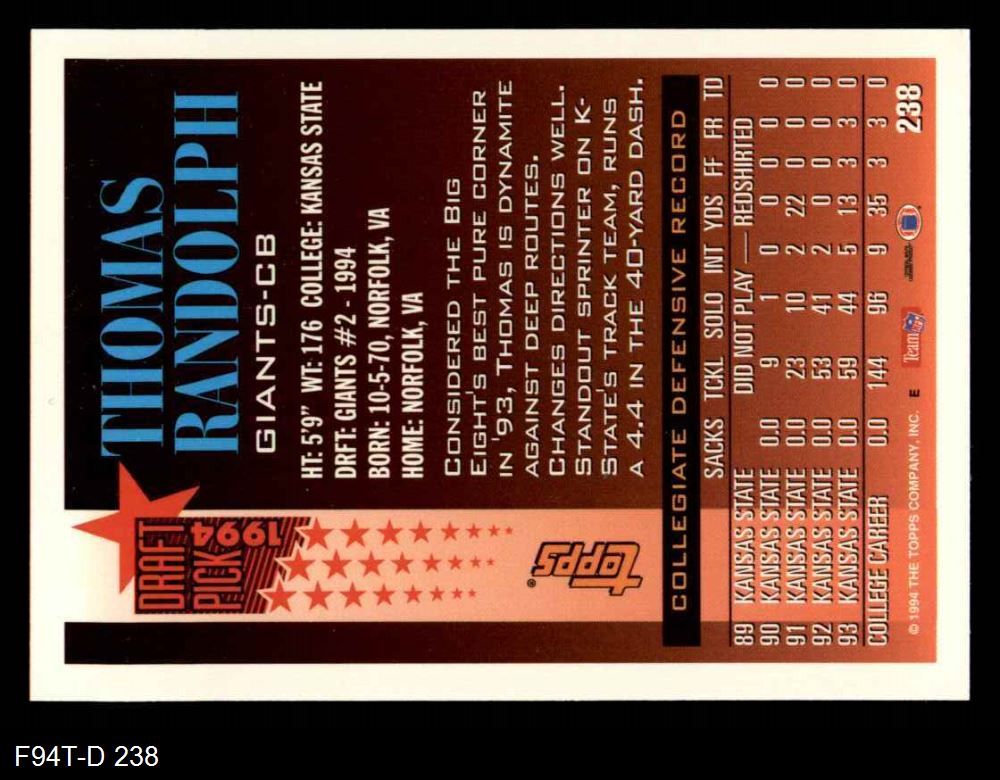 THOMAS
RANDOLPH
GIANTS-CB
HT: 5'9" WT: 176 COLLEGE: KANSAS STATE
DRFT: GIANTS #2 - 1994
BORN: 10-5-70, NORFOLK, VA
HOME: NORFOLK, VA
CONSIDERED THE BIG
EIGHT'S BEST PURE CORNER
IN '93, THOMAS IS DYNAMITE
AGAINST DEEP ROUTES.
CHANGES DIRECTIONS WELL.
STANDOUT SPRINTER ON K-
STATE'S TRACK TEAM, RUNS
A 4.4 IN THE 40-YARD DASH.
DRAFT
PICK
1994
TOPPS®
COLLEGIATE DEFENSIVE RECORD
SACKS TCKL SOLO INT YDS FF FR TD
89 KANSAS STATE DID NOT PLAY — REDSHIRTED
90 KANSAS STATE 0.0 9 1 0 0 0 0 0
91 KANSAS STATE 0.0 23 10 2 22 0 0 0
92 KANSAS STATE 0.0 53 41 2 0 0 0 0
93 KANSAS STATE 0.0 59 44 5 13 3 3 0
COLLEGE CAREER 0.0 144 96 9 35 3 3 0
© 1994 THE TOPPS COMPANY, INC. E Team NFL
238
F94T-D 238